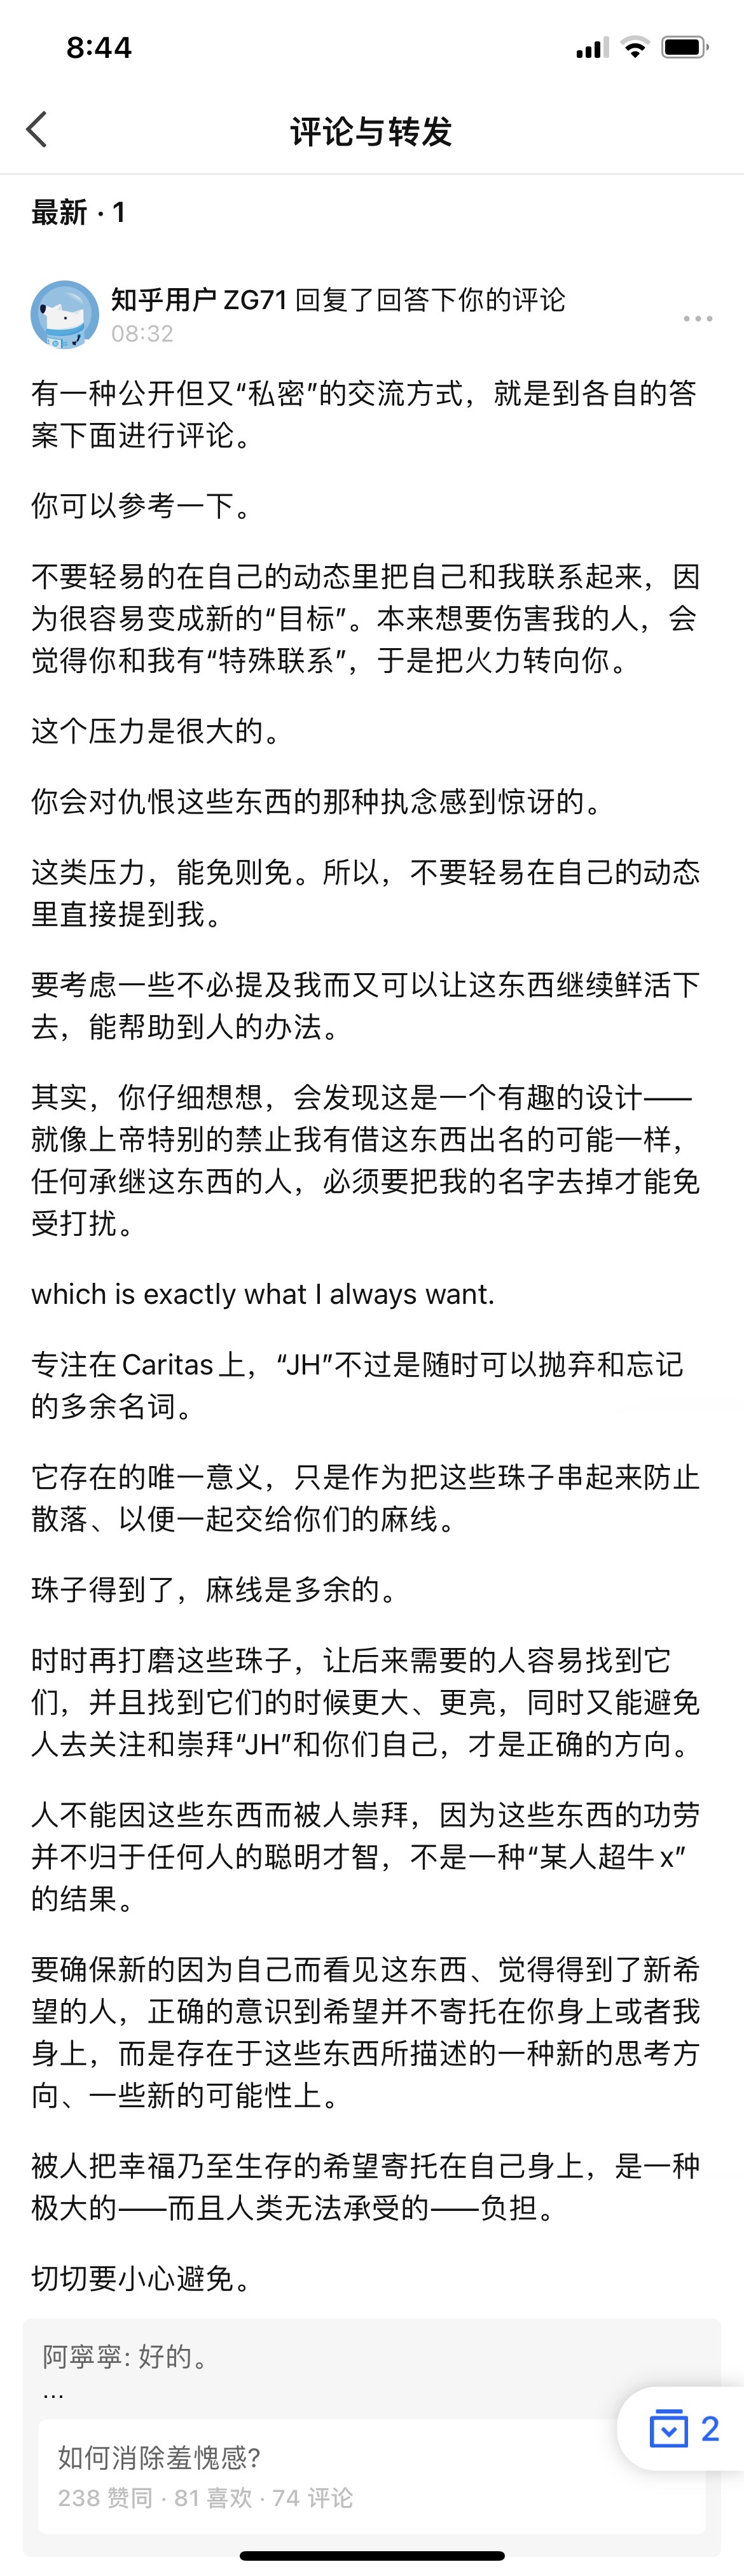 8:44
评论与转发
最新 · 1
知乎用户 ZG71 回复了回答下你的评论
08:32
有一种公开但又“私密”的交流方式，就是到各自的答
案下面进行评论。
你可以参考一下。
不要轻易的在自己的动态里把自己和我联系起来，因
为很容易变成新的“目标”。本来想要伤害我的人，会
觉得你和我有“特殊联系”，于是把火力转向你。
这个压力是很大的。
你会对仇恨这些东西的那种执念感到惊讶的。
这类压力，能免则免。所以，不要轻易在自己的动态
里直接提到我。
要考虑一些不必提及我而又可以让这东西继续鲜活下
去，能帮助到人的办法。
其实，你仔细想想，会发现这是一个有趣的设计——
就像上帝特别的禁止我有借这东西出名的可能一样，
任何承继这东西的人，必须要把我的名字去掉才能免
受打扰。
which is exactly what I always want.
专注在 Caritas 上，“JH”不过是随时可以抛弃和忘记
的多余名词。
它存在的唯一意义，只是作为把这些珠子串起来防止
散落、以便一起交给你们的麻线。
珠子得到了，麻线是多余的。
时时再打磨这些珠子，让后来需要的人容易找到它
们，并且找到它们的时候更大、更亮，同时又能避免
人去关注和崇拜“JH”和你们自己，才是正确的方向。
人不能因这些东西而被人崇拜，因为这些东西的功劳
并不归于任何人的聪明才智，不是一种“某人超牛 x”
的结果。
要确保新的因为自己而看见这东西、觉得得到了新希
望的人，正确的意识到希望并不寄托在你身上或者我
身上，而是存在于这些东西所描述的一种新的思考方
向、一些新的可能性上。
被人把幸福乃至生存的希望寄托在自己身上，是一种
极大的——而且人类无法承受的——负担。
切切要小心避免。
阿寧寧: 好的。
...
2
如何消除羞愧感?
238 赞同 · 81 喜欢 · 74 评论